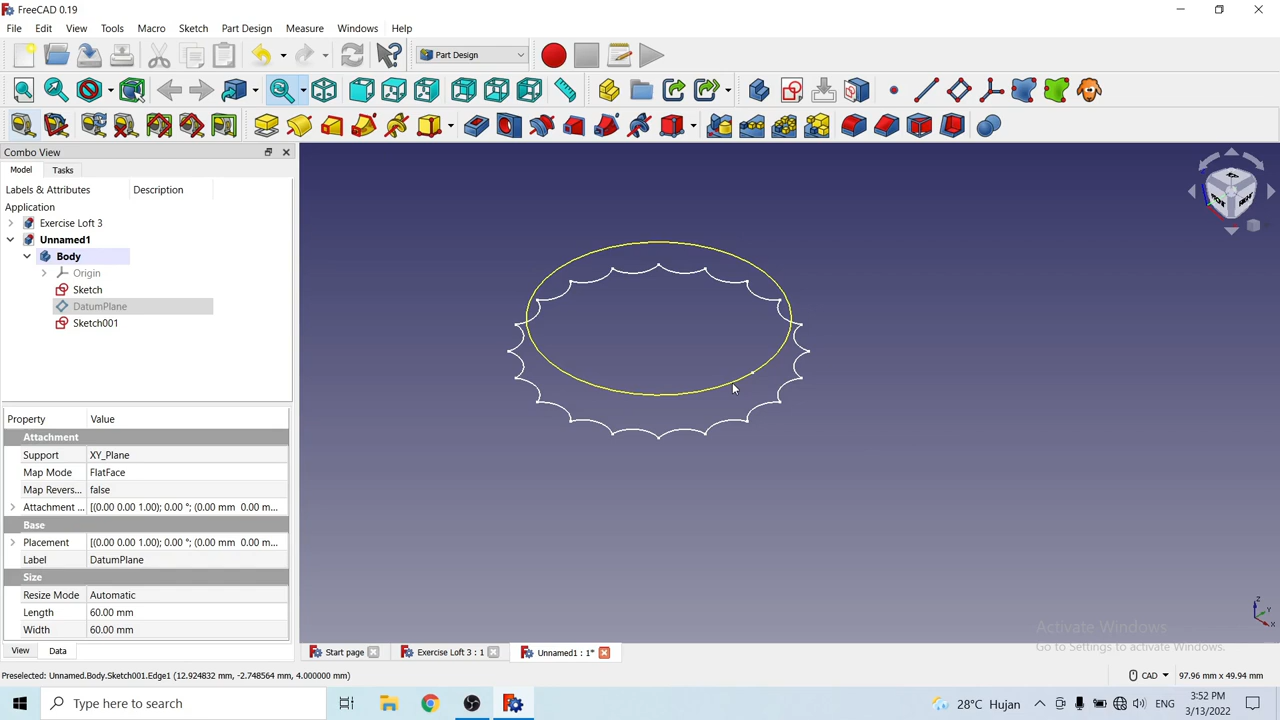 FreeCAD 0.19
File Edit View Tools Macro Sketch Part Design Measure Windows Help
Part Design
Combo View
Model Tasks
Labels & Attributes Description
Application
Exercise Loft 3
Unnamed1
Body
Origin
Sketch
DatumPlane
Sketch001
Property Value
Attachment
Support XY_Plane
Map Mode FlatFace
Map Revers... false
Attachment ... [(0.00 0.00 1.00); 0.00 °; (0.00 mm 0.00 m...
Base
Placement [(0.00 0.00 1.00); 0.00 °; (0.00 mm 0.00 m...
Label DatumPlane
Size
Resize Mode Automatic
Length 60.00 mm
Width 60.00 mm
View Data
FRONT RIGHT
Z
Y
X
Activate Windows
Go to Settings to activate Windows.
Start page Exercise Loft 3 : 1 Unnamed1 : 1*
Preselected: Unnamed.Body.Sketch001.Edge1 (12.924832 mm, -2.748564 mm, 4.000000 mm) CAD 97.96 mm x 49.94 mm
Type here to search 28°C Hujan ENG 3:52 PM
3/13/2022